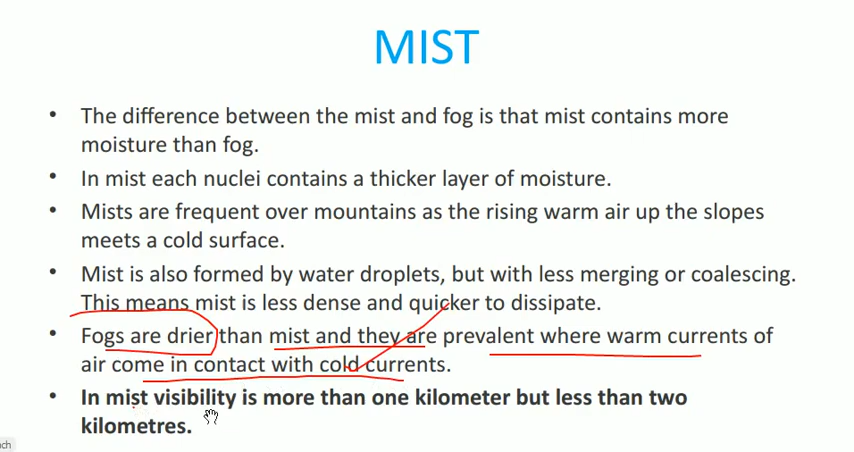 MIST
• The difference between the mist and fog is that mist contains more
moisture than fog.
• In mist each nuclei contains a thicker layer of moisture.
• Mists are frequent over mountains as the rising warm air up the slopes
meets a cold surface.
• Mist is also formed by water droplets, but with less merging or coalescing.
This means mist is less dense and quicker to dissipate.
• Fogs are drier than mist and they are prevalent where warm currents of
air come in contact with cold currents.
• In mist visibility is more than one kilometer but less than two
kilometres.
ach